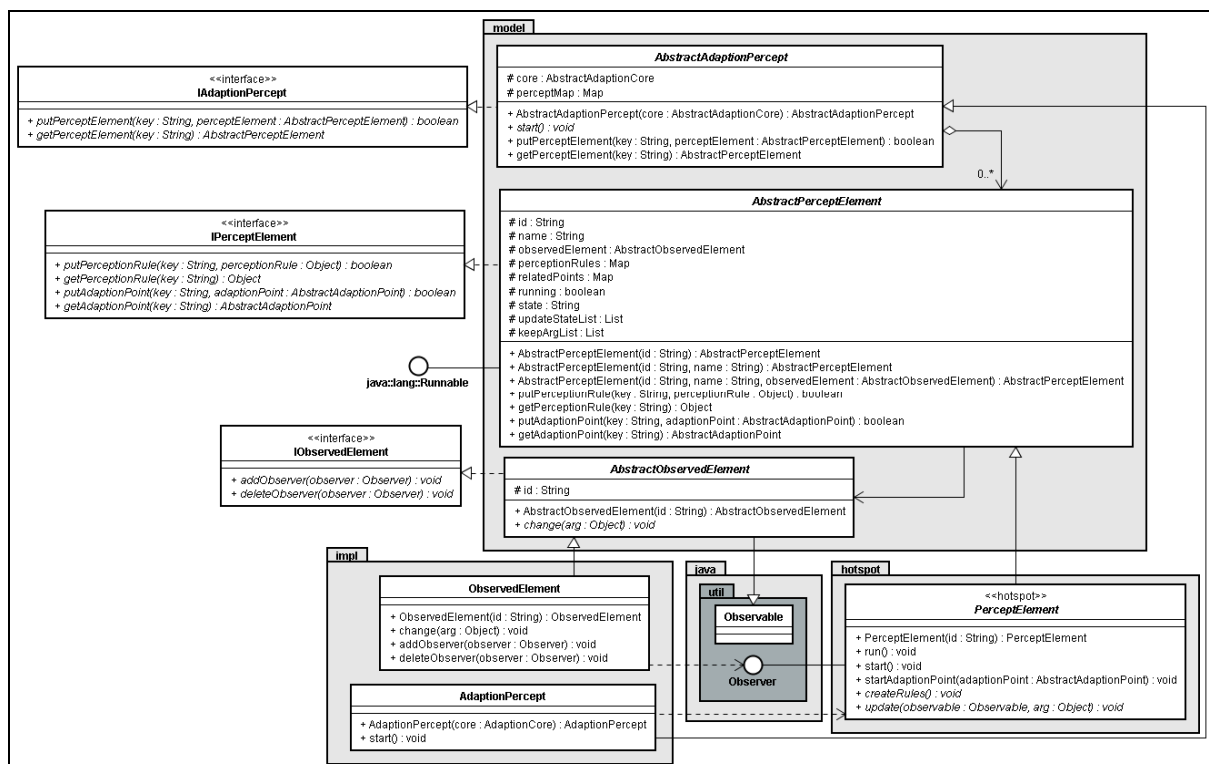 model
AbstractAdaptionPercept
# core : AbstractAdaptionCore
# perceptMap : Map
+ AbstractAdaptionPercept(core : AbstractAdaptionCore) : AbstractAdaptionPercept
+ start() : void
+ putPerceptElement(key : String, perceptElement : AbstractPerceptElement) : boolean
+ getPerceptElement(key : String) : AbstractPerceptElement
<<interface>>
IAdaptionPercept
+ putPerceptElement(key : String, perceptElement : AbstractPerceptElement) : boolean
+ getPerceptElement(key : String) : AbstractPerceptElement
0..*
AbstractPerceptElement
# id : String
# name : String
# observedElement : AbstractObservedElement
# perceptionRules : Map
# relatedPoints : Map
# running : boolean
# state : String
# updateStateList : List
# keepArgList : List
+ AbstractPerceptElement(id : String) : AbstractPerceptElement
+ AbstractPerceptElement(id : String, name : String) : AbstractPerceptElement
+ AbstractPerceptElement(id : String, name : String, observedElement : AbstractObservedElement) : AbstractPerceptElement
+ putPerceptionRule(key : String, perceptionRule : Object) : boolean
+ getPerceptionRule(key : String) : Object
+ putAdaptionPoint(key : String, adaptionPoint : AbstractAdaptionPoint) : boolean
+ getAdaptionPoint(key : String) : AbstractAdaptionPoint
<<interface>>
IPerceptElement
+ putPerceptionRule(key : String, perceptionRule : Object) : boolean
+ getPerceptionRule(key : String) : Object
+ putAdaptionPoint(key : String, adaptionPoint : AbstractAdaptionPoint) : boolean
+ getAdaptionPoint(key : String) : AbstractAdaptionPoint
java::lang::Runnable
<<interface>>
IObservedElement
+ addObserver(observer : Observer) : void
+ deleteObserver(observer : Observer) : void
AbstractObservedElement
# id : String
+ AbstractObservedElement(id : String) : AbstractObservedElement
+ change(arg : Object) : void
impl
ObservedElement
+ ObservedElement(id : String) : ObservedElement
+ change(arg : Object) : void
+ addObserver(observer : Observer) : void
+ deleteObserver(observer : Observer) : void
AdaptionPercept
+ AdaptionPercept(core : AdaptionCore) : AdaptionPercept
+ start() : void
java
util
Observable
Observer
hotspot
<<hotspot>>
PerceptElement
+ PerceptElement(id : String) : PerceptElement
+ run() : void
+ start() : void
+ startAdaptionPoint(adaptionPoint : AbstractAdaptionPoint) : void
+ createRules() : void
+ update(observable : Observable, arg : Object) : void